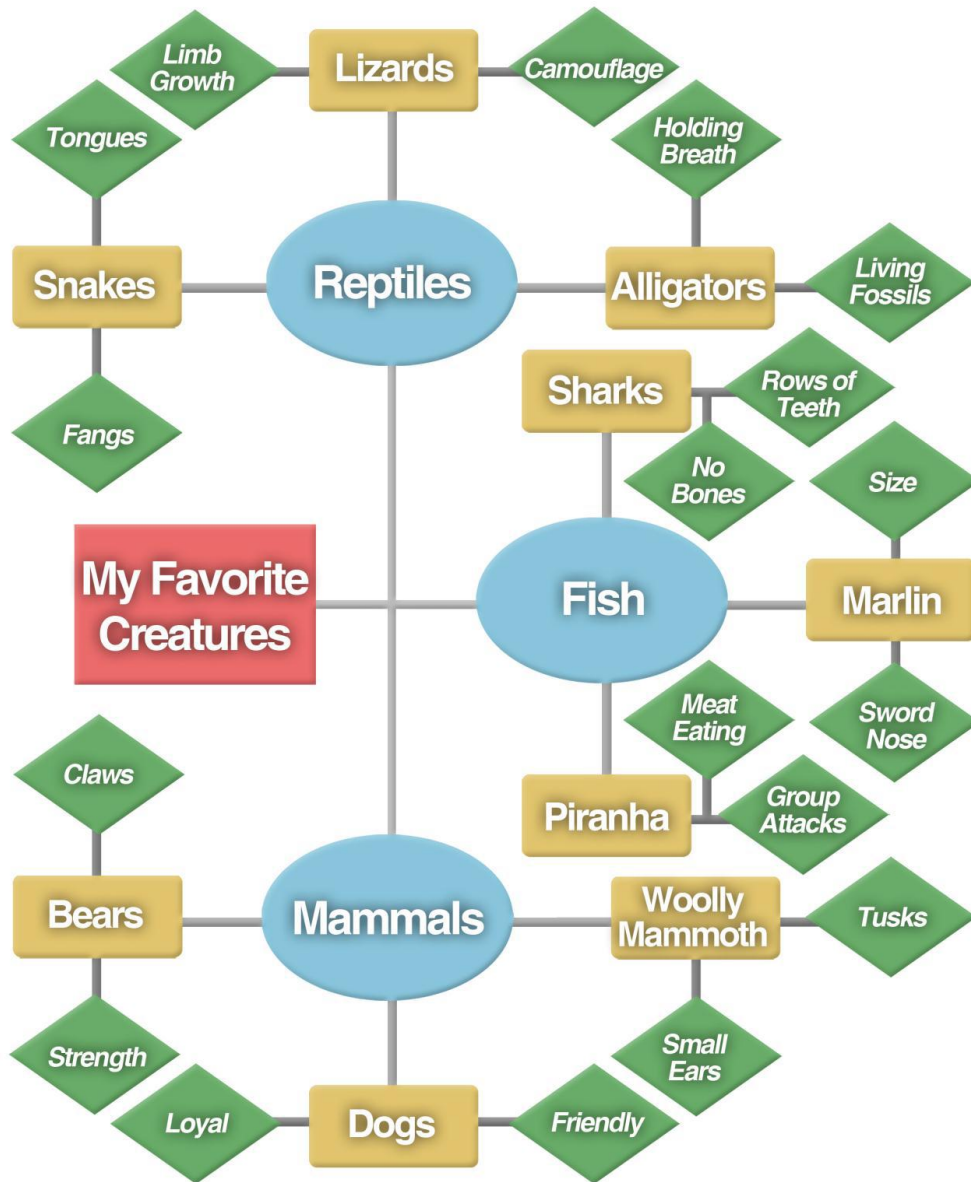 Limb
Growth
Lizards
Camouflage
Tongues
Holding
Breath
Snakes
Reptiles
Alligators
Living
Fossils
Fangs
Sharks
Rows of
Teeth
No
Bones
Size
My Favorite
Creatures
Fish
Marlin
Meat
Eating
Sword
Nose
Claws
Piranha
Group
Attacks
Bears
Mammals
Woolly
Mammoth
Tusks
Strength
Small
Ears
Loyal
Dogs
Friendly